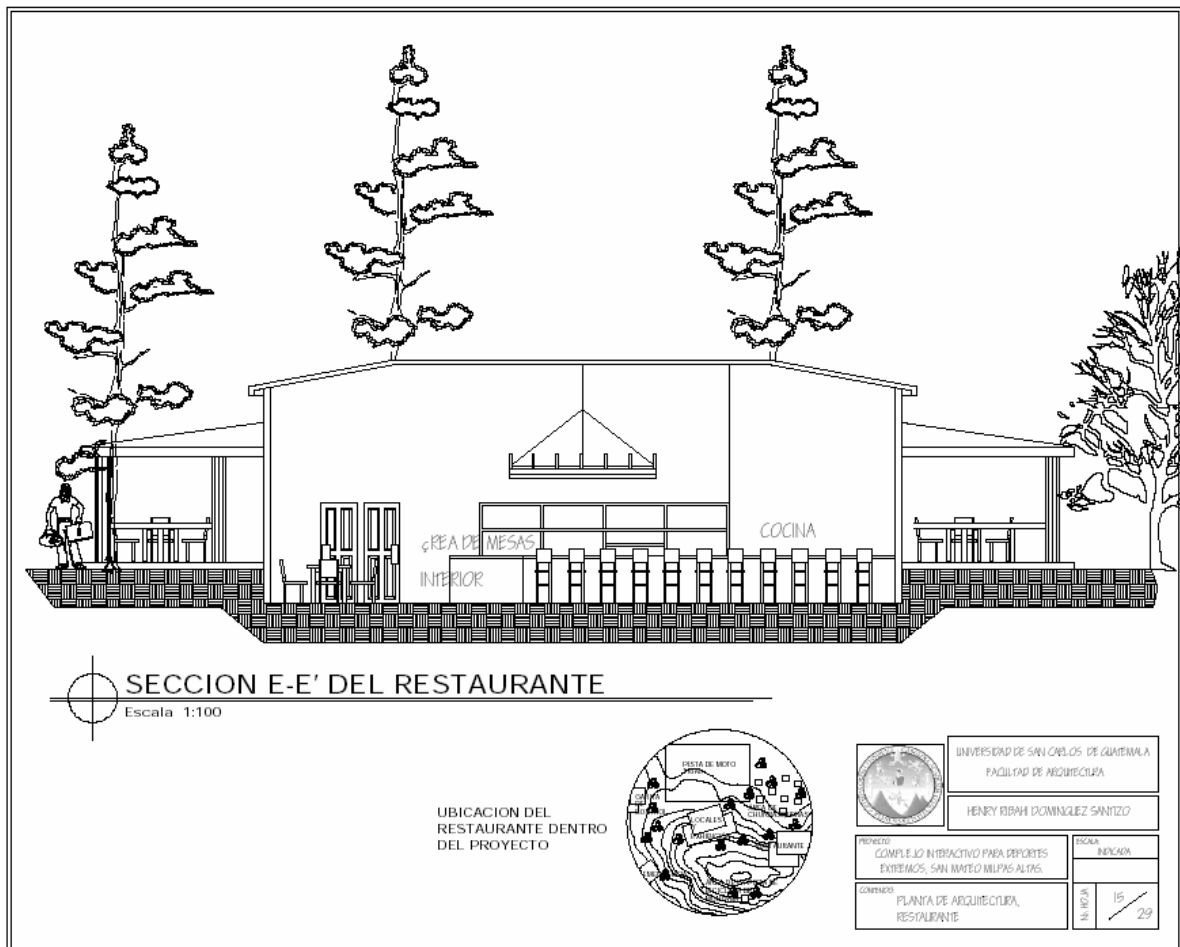 çREA DE MESAS
INTERIOR
COCINA
SECCION E-E' DEL RESTAURANTE
Escala 1:100
UBICACION DEL
RESTAURANTE DENTRO
DEL PROYECTO
PISTA DE MOTO
LOCALES
UNIVERSIDAD DE SAN CARLOS DE GUATEMALA
FACULTAD DE ARQUITECTURA
HENRY RIBAHI DOMINGUEZ SANTIZO
PROYECTO:
COMPLEJO INTERACTIVO PARA DEPORTES
EXTREMOS, SAN MATEO MILPAS ALTAS.
ESCALA:
INDICADA
CONTENIDO:
PLANTA DE ARQUITECTURA,
RESTAURANTE
No. HOJA
15
29